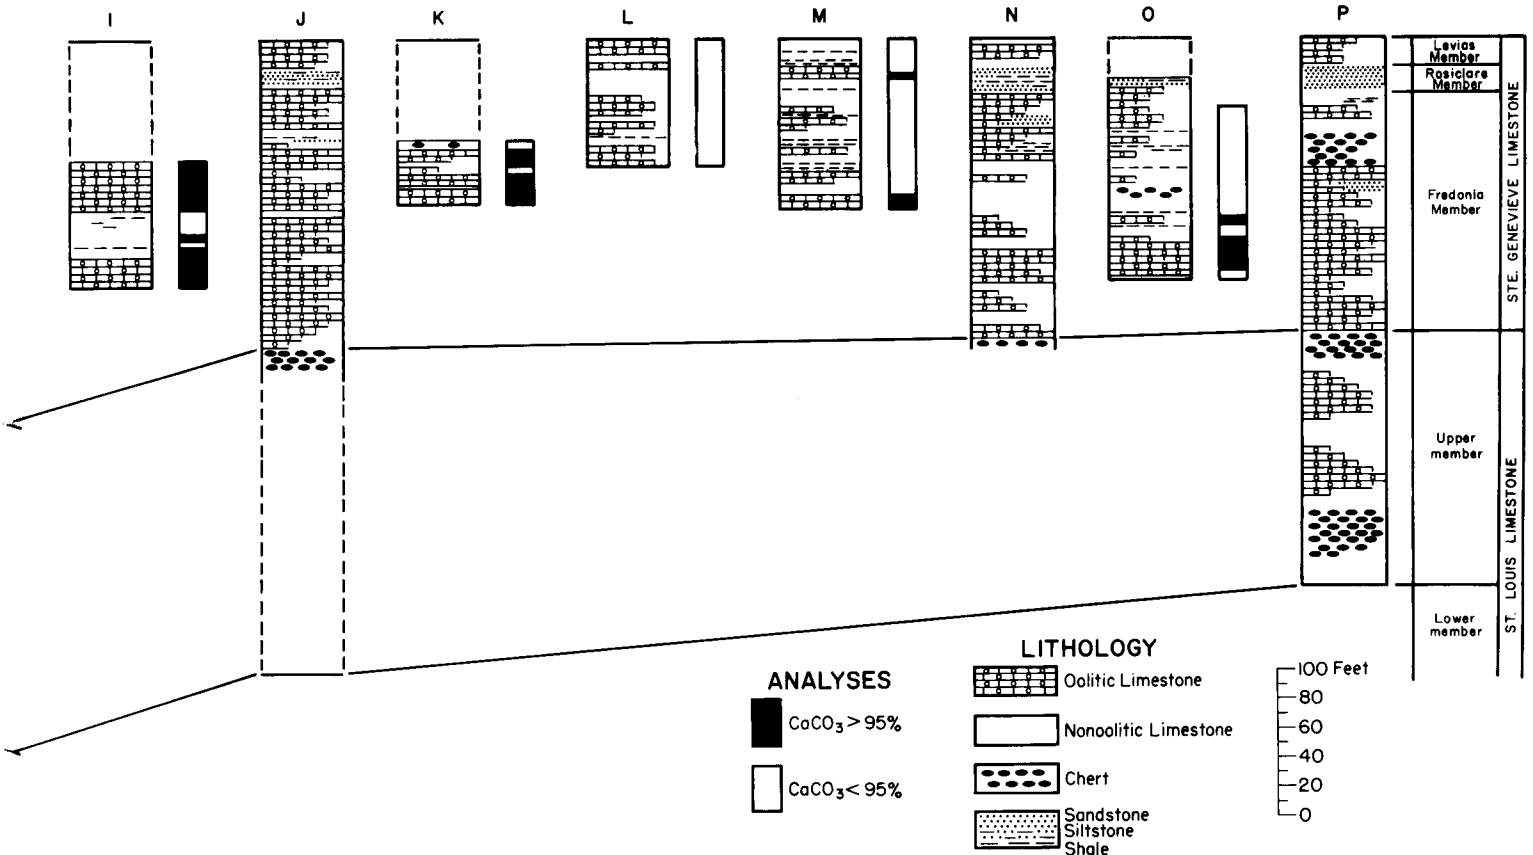 I J K L M N O P
Levias
Member
Rosiclare
Member
Fredonia
Member
STE. GENEVIEVE LIMESTONE
Upper
member
Lower
member
ST. LOUIS LIMESTONE
ANALYSES
CaCO3 > 95%
CaCO3 < 95%
LITHOLOGY
Oolitic Limestone
Nonoolitic Limestone
Chert
Sandstone
Siltstone
Shale
100 Feet
80
60
40
20
0